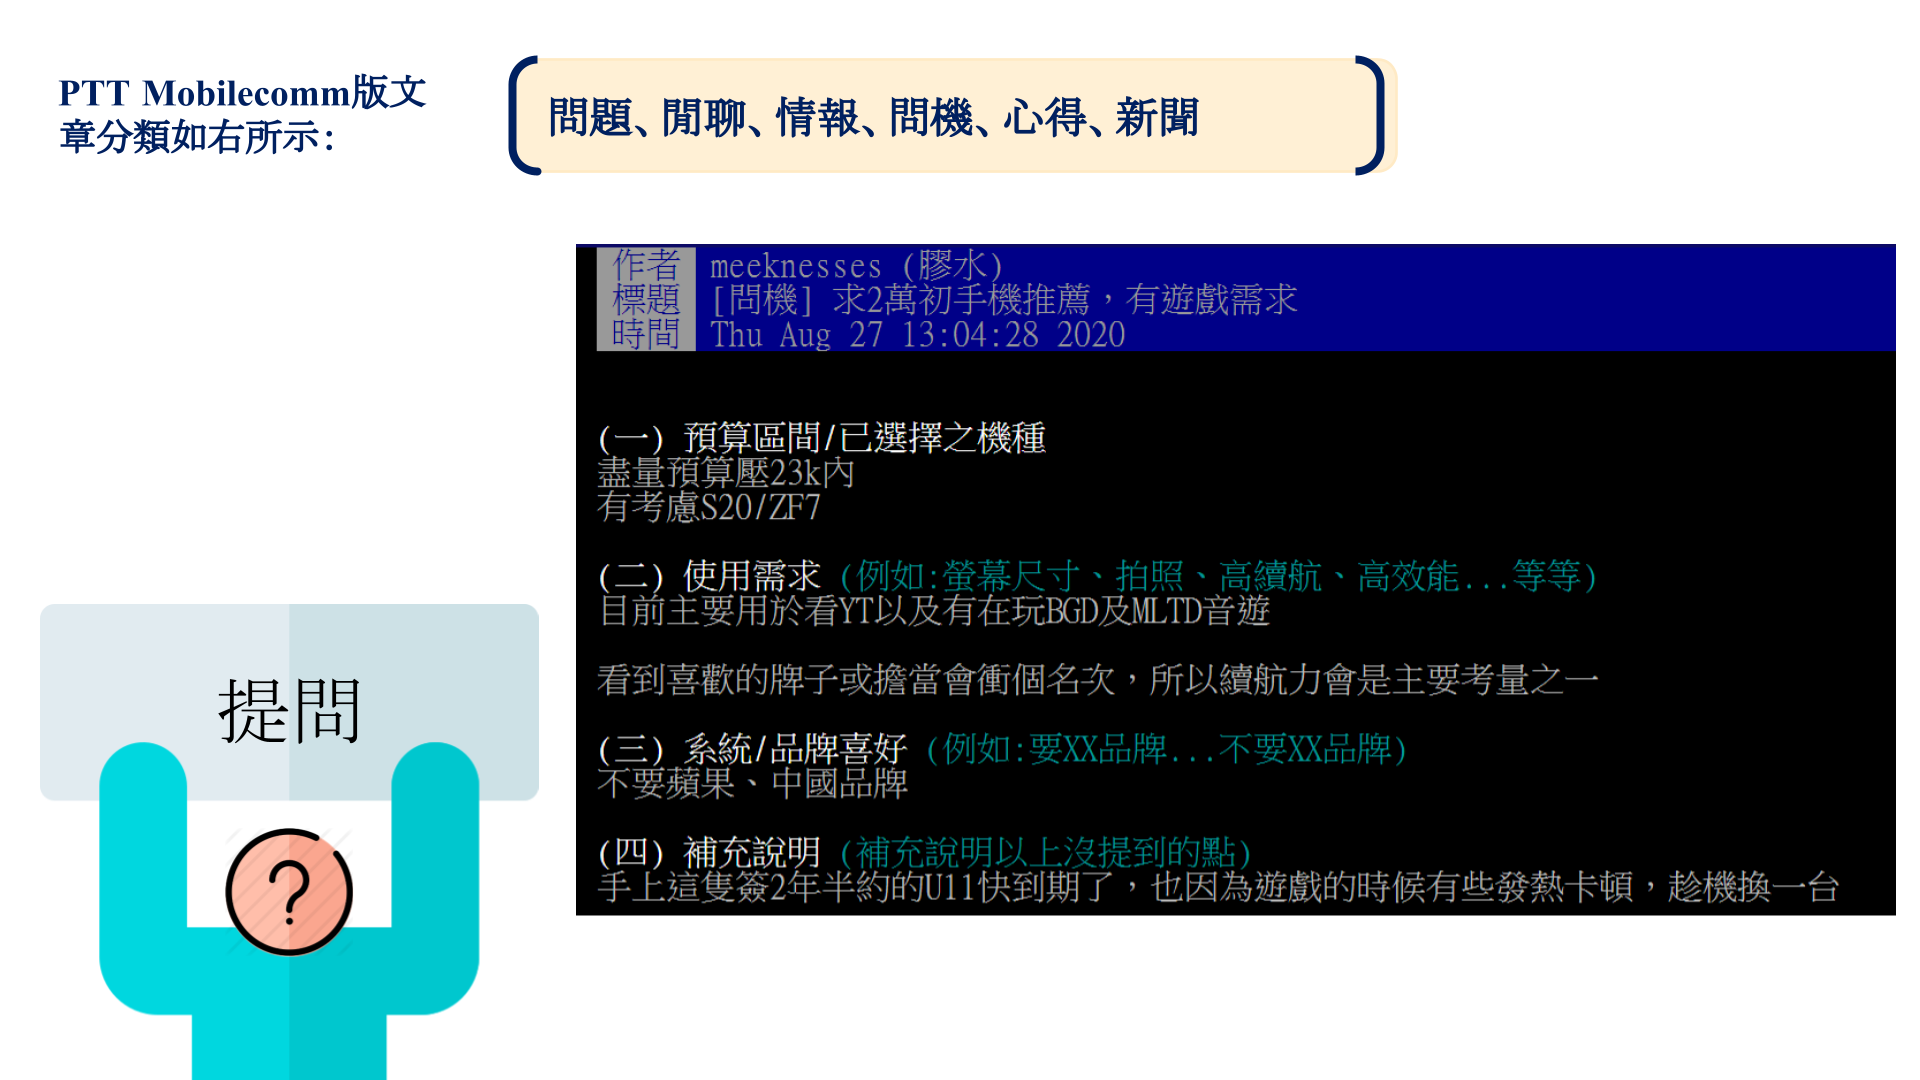 PTT Mobilecomm版文
章分類如右所示:
問題、閒聊、情報、問機、心得、新聞
作者 meeknesses (膠水)
標題 [問機] 求2萬初手機推薦，有遊戲需求
時間 Thu Aug 27 13:04:28 2020
(一) 預算區間/已選擇之機種
盡量預算壓23k內
有考慮S20/ZF7
(二) 使用需求 (例如:螢幕尺寸、拍照、高續航、高效能...等等)
目前主要用於看YT以及有在玩BGD及MLTD音遊
看到喜歡的牌子或擔當會衝個名次，所以續航力會是主要考量之一
(三) 系統/品牌喜好 (例如:要XX品牌...不要XX品牌)
不要蘋果、中國品牌
(四) 補充說明 (補充說明以上沒提到的點)
手上這隻簽2年半約的U11快到期了，也因為遊戲的時候有些發熱卡頓，趁機換一台
提問
?